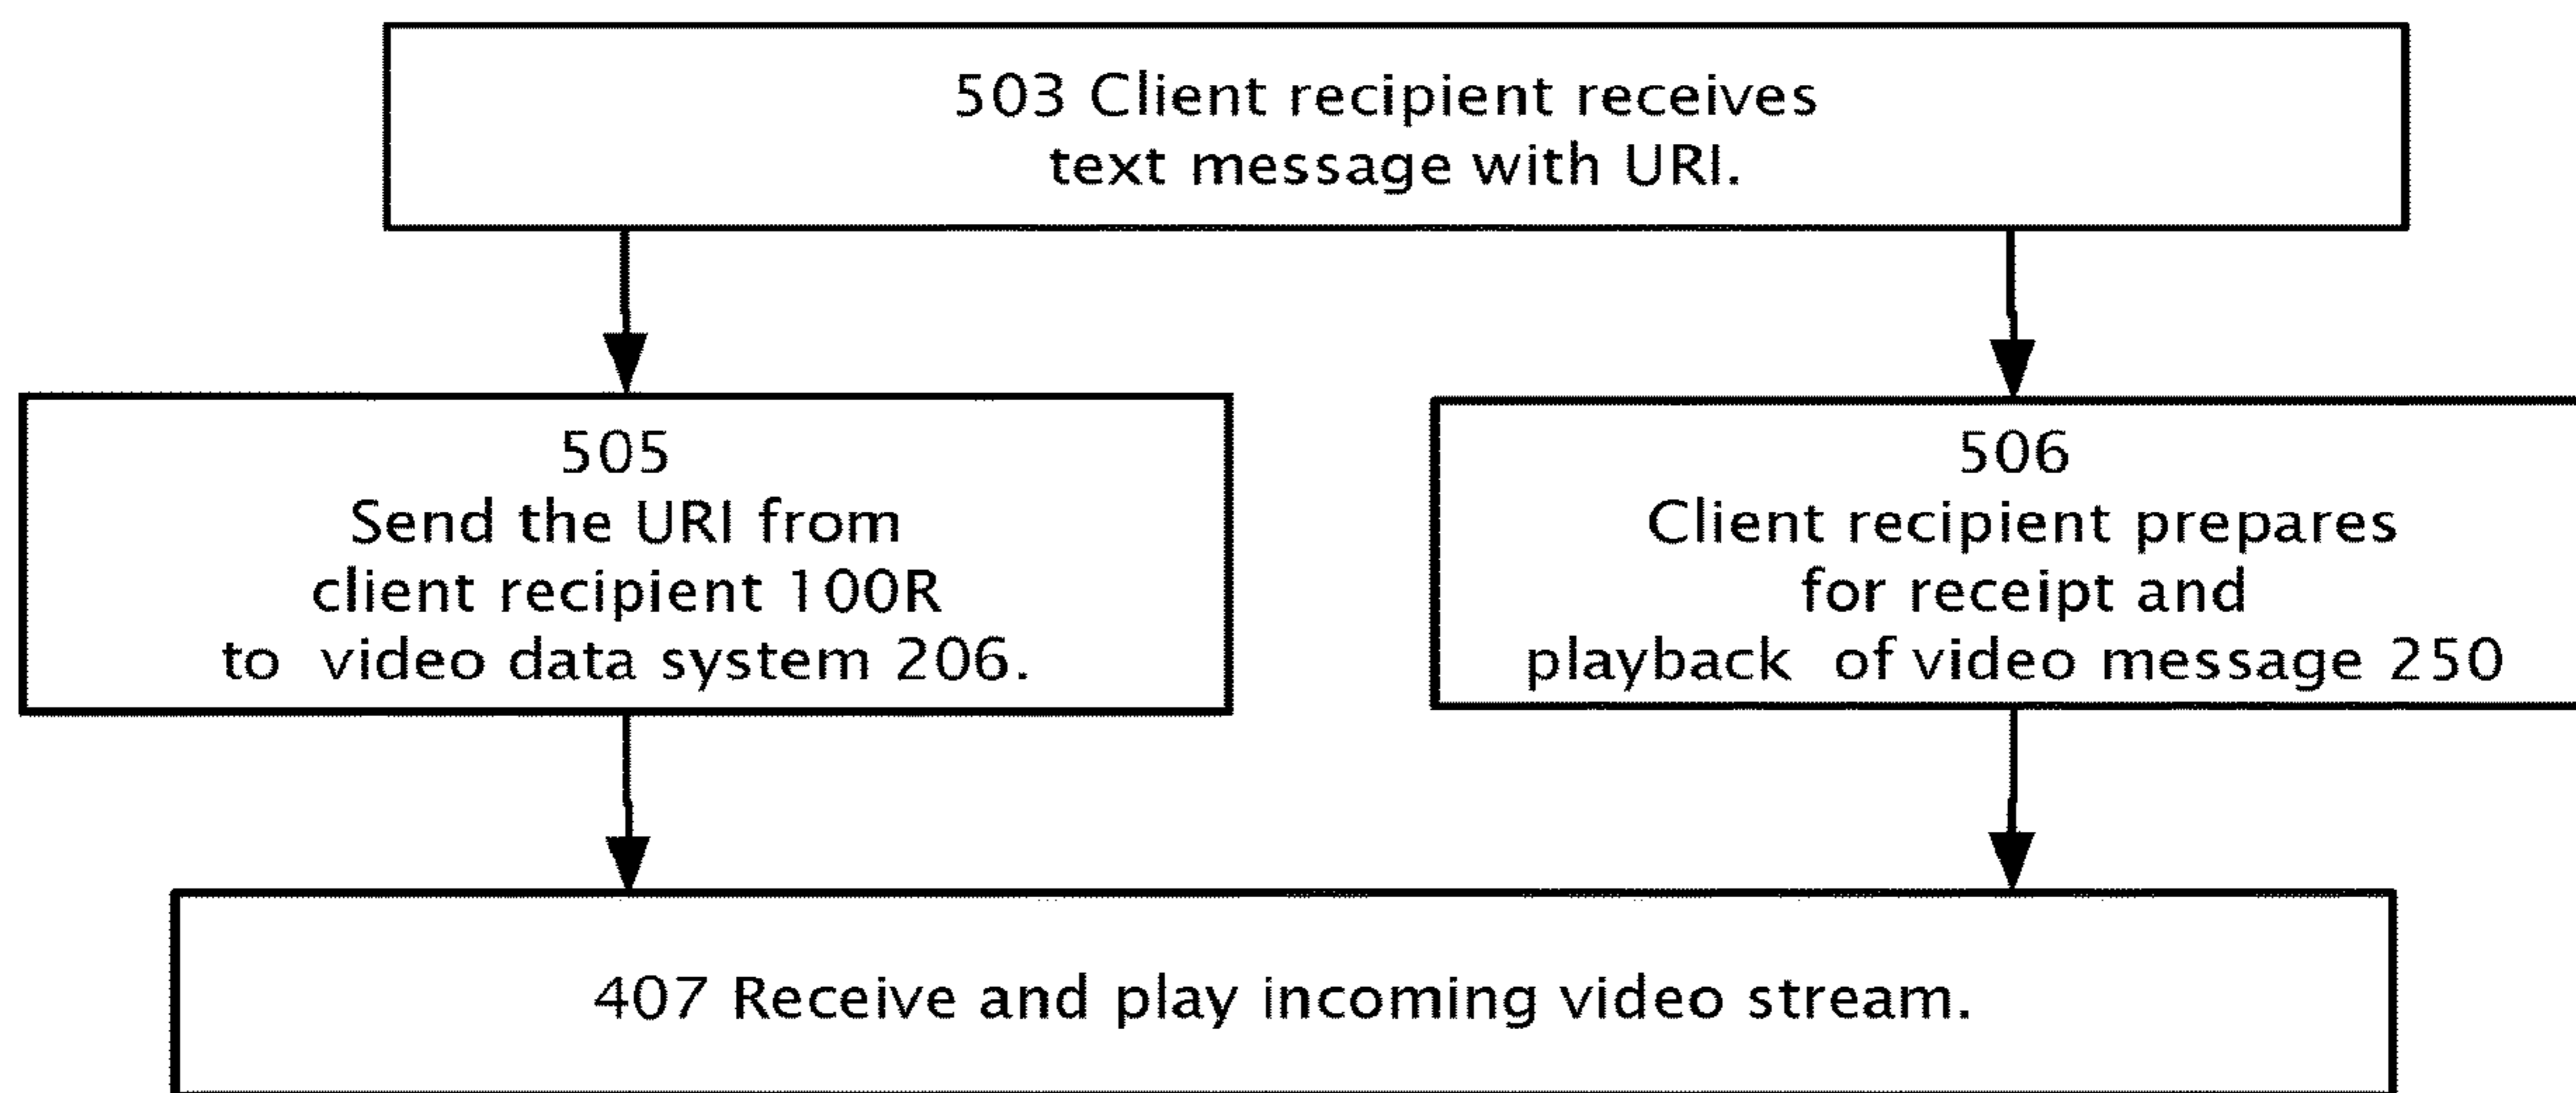 503 Client recipient receives
text message with URI.
505
Send the URI from
client recipient 100R
to video data system 206.
506
Client recipient prepares
for receipt and
playback of video message 250
407 Receive and play incoming video stream.